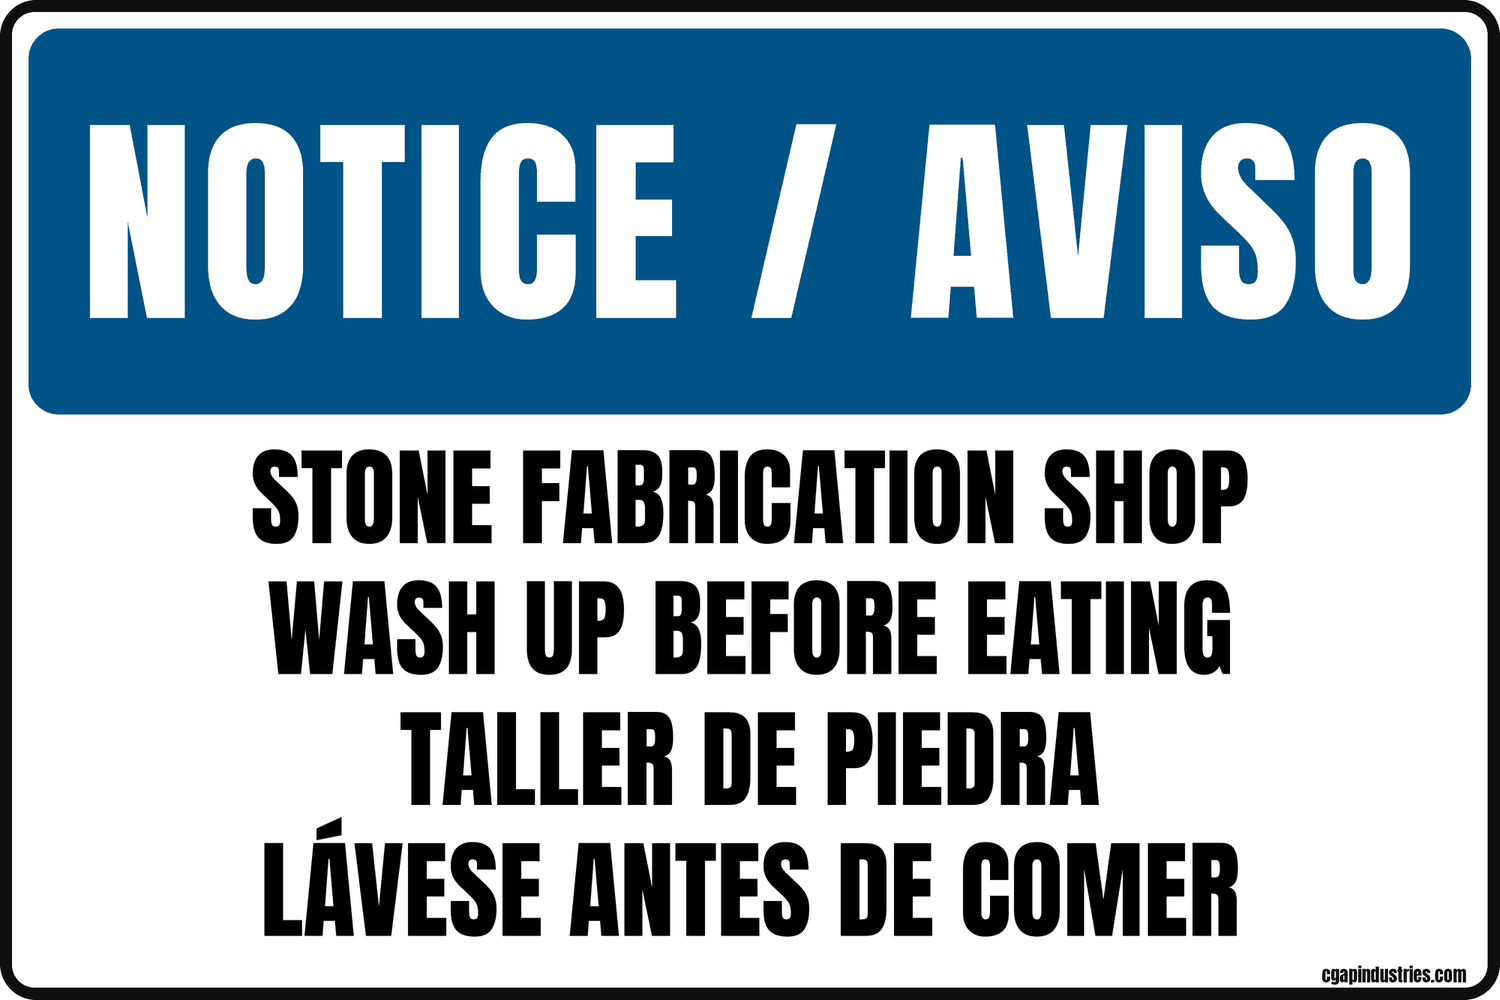 NOTICE / AVISO
STONE FABRICATION SHOP
WASH UP BEFORE EATING
TALLER DE PIEDRA
LÁVESE ANTES DE COMER
cgapindustries.com